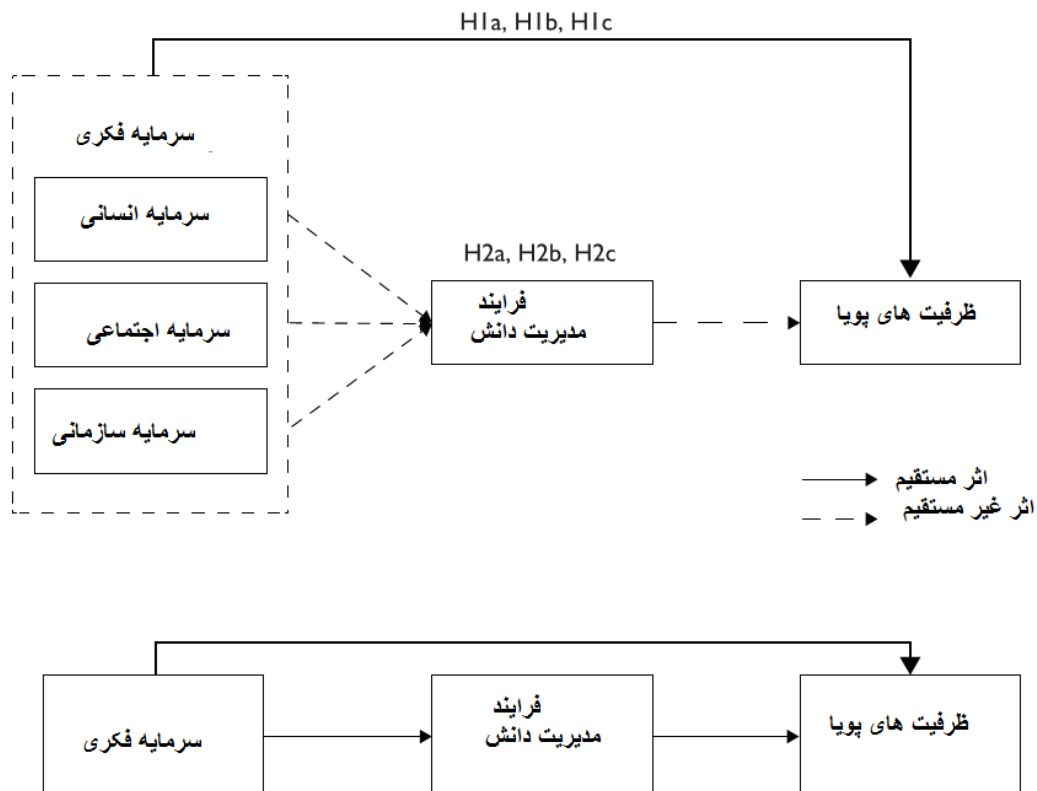 H1a, H1b, H1c
سرمایه فکری
سرمایه انسانی
سرمایه اجتماعی
سرمایه سازمانی
H2a, H2b, H2c
فرایند
مدیریت دانش
ظرفیت های پویا
اثر مستقیم
اثر غیر مستقیم
سرمایه فکری
فرایند
مدیریت دانش
ظرفیت های پویا